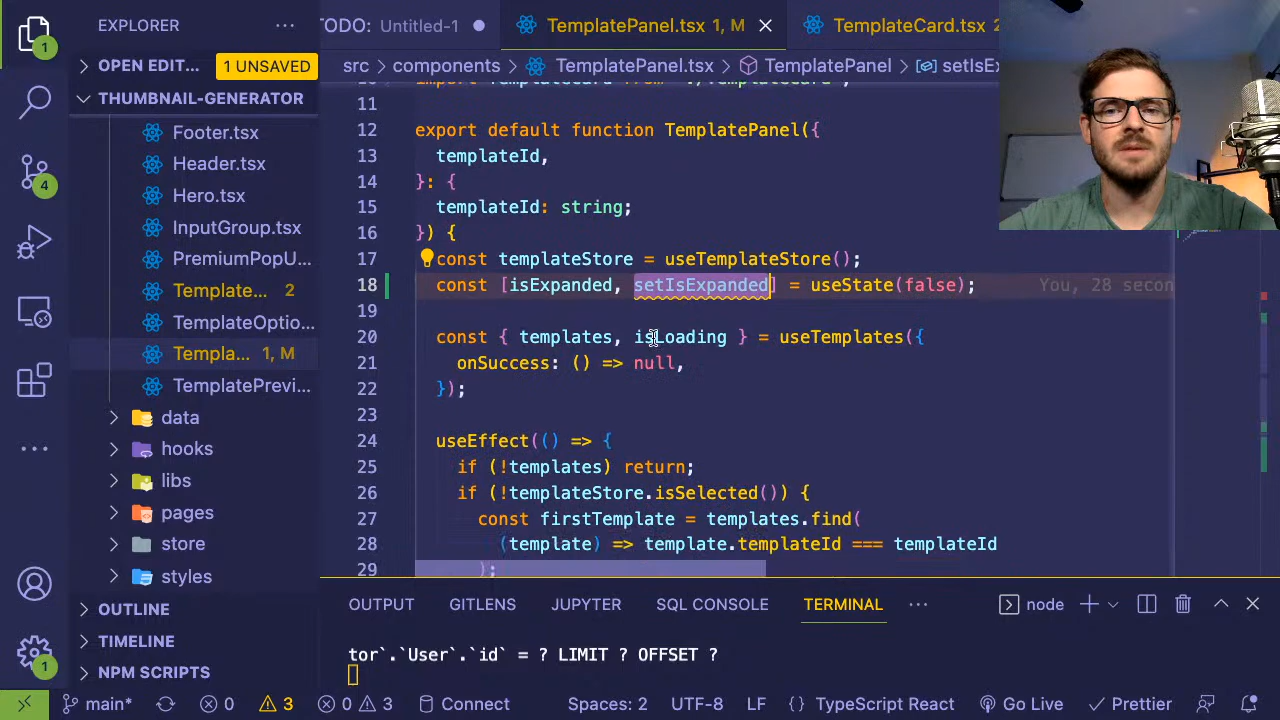 EXPLORER
TODO: Untitled-1
TemplatePanel.tsx 1, M
TemplateCard.tsx
OPEN EDIT... 1 UNSAVED
src > components > TemplatePanel.tsx > TemplatePanel > setIsEx
THUMBNAIL-GENERATOR
Footer.tsx
Header.tsx
Hero.tsx
InputGroup.tsx
PremiumPopU...
Template... 2
TemplateOptio...
Templa... 1, M
TemplatePrevi...
data
hooks
libs
pages
store
styles
OUTLINE
TIMELINE
NPM SCRIPTS
1
4
1
11
12 export default function TemplatePanel({
13 templateId,
14 }: {
15 templateId: string;
16 }) {
17 const templateStore = useTemplateStore();
18 const [isExpanded, setIsExpanded] = useState(false); You, 28 secon
19
20 const { templates, isLoading } = useTemplates({
21 onSuccess: () => null,
22 });
23
24 useEffect(() => {
25 if (!templates) return;
26 if (!templateStore.isSelected()) {
27 const firstTemplate = templates.find(
28 (template) => template.templateId === templateId
29 );
OUTPUT GITLENS JUPYTER SQL CONSOLE TERMINAL ... node
tor`.`User`.`id` = ? LIMIT ? OFFSET ?
main* 0 3 0 3 Connect Spaces: 2 UTF-8 LF {} TypeScript React Go Live Prettier